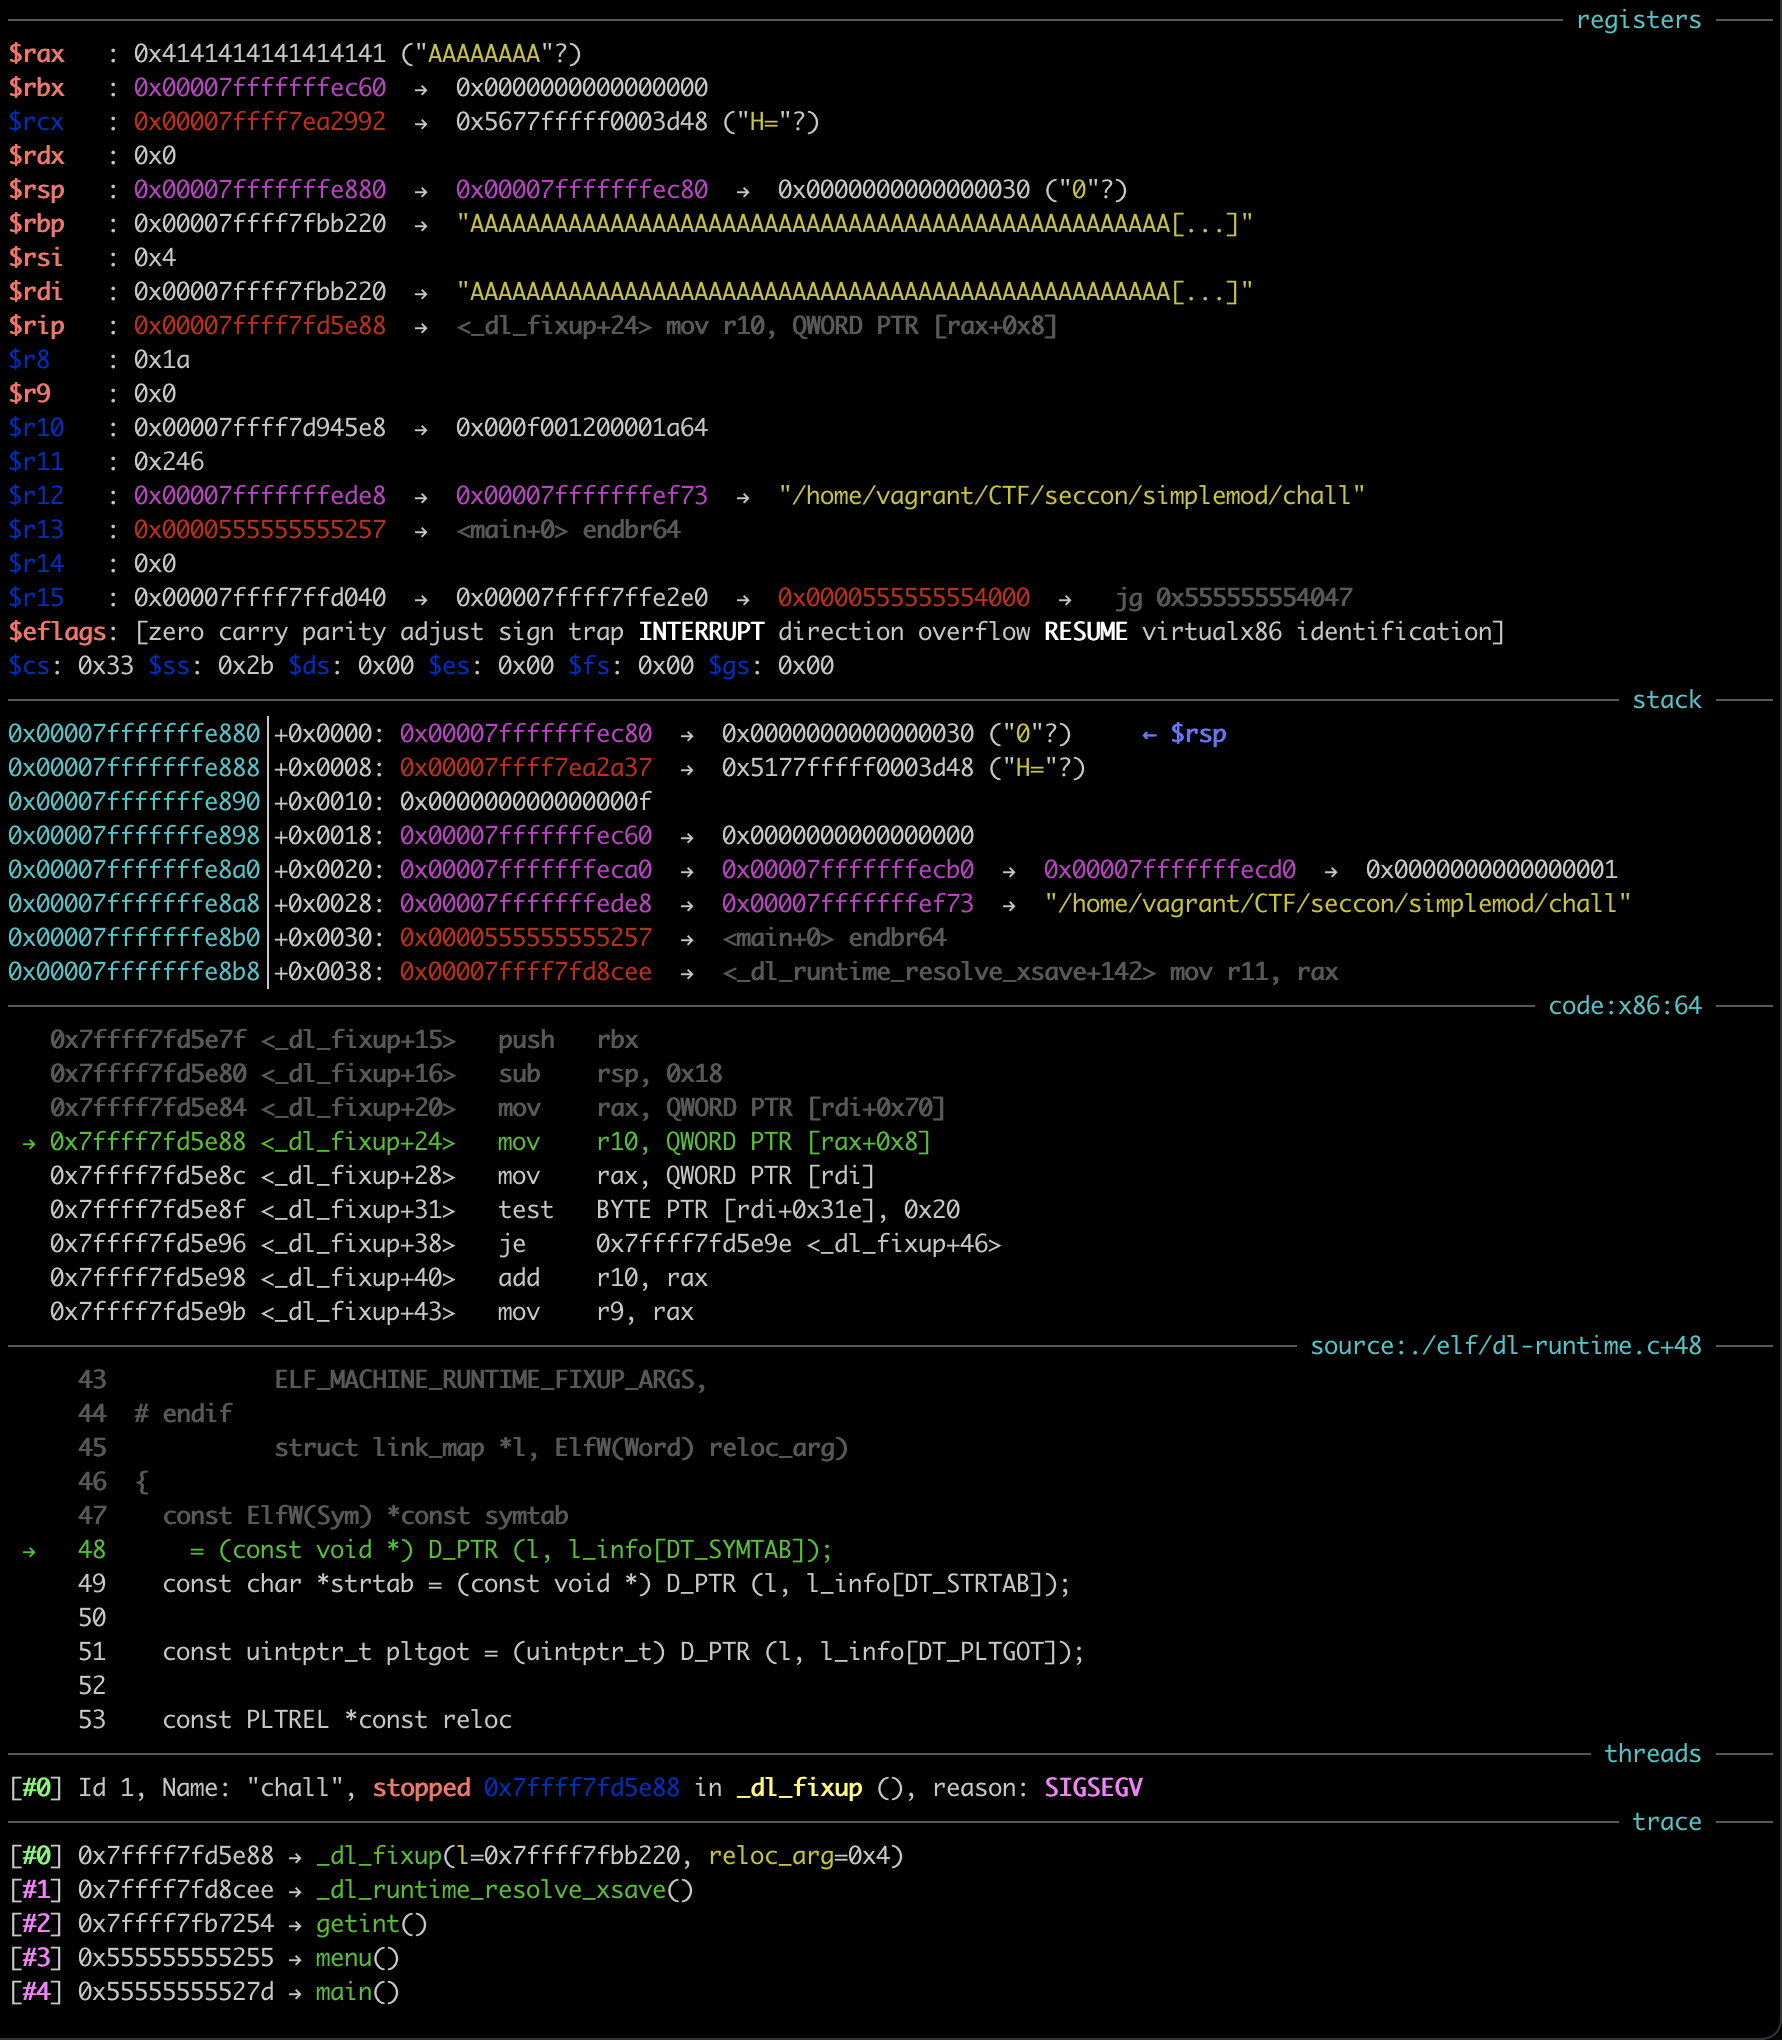 registers
$rax   : 0x4141414141414141 ("AAAAAAAA"?)
$rbx   : 0x00007fffffffec60  →  0x0000000000000000
$rcx   : 0x00007ffff7ea2992  →  0x5677fffff0003d48 ("H="?)
$rdx   : 0x0
$rsp   : 0x00007fffffffe880  →  0x00007fffffffec80  →  0x0000000000000030 ("0"?)
$rbp   : 0x00007ffff7fbb220  →  "AAAAAAAAAAAAAAAAAAAAAAAAAAAAAAAAAAAAAAAAAAAAAAAAAA[...]"
$rsi   : 0x4
$rdi   : 0x00007ffff7fbb220  →  "AAAAAAAAAAAAAAAAAAAAAAAAAAAAAAAAAAAAAAAAAAAAAAAAAA[...]"
$rip   : 0x00007ffff7fd5e88  →  <_dl_fixup+24> mov r10, QWORD PTR [rax+0x8]
$r8    : 0x1a
$r9    : 0x0
$r10   : 0x00007ffff7d945e8  →  0x000f001200001a64
$r11   : 0x246
$r12   : 0x00007fffffffede8  →  0x00007fffffffef73  →  "/home/vagrant/CTF/seccon/simplemod/chall"
$r13   : 0x0000555555555257  →  <main+0> endbr64
$r14   : 0x0
$r15   : 0x00007ffff7ffd040  →  0x00007ffff7ffe2e0  →  0x0000555555554000  →   jg 0x555555554047
$eflags: [zero carry parity adjust sign trap INTERRUPT direction overflow RESUME virtualx86 identification]
$cs: 0x33 $ss: 0x2b $ds: 0x00 $es: 0x00 $fs: 0x00 $gs: 0x00
stack
0x00007fffffffe880│+0x0000: 0x00007fffffffec80  →  0x0000000000000030 ("0"?)     ← $rsp
0x00007fffffffe888│+0x0008: 0x00007ffff7ea2a37  →  0x5177fffff0003d48 ("H="?)
0x00007fffffffe890│+0x0010: 0x000000000000000f
0x00007fffffffe898│+0x0018: 0x00007fffffffec60  →  0x0000000000000000
0x00007fffffffe8a0│+0x0020: 0x00007fffffffeca0  →  0x00007fffffffecb0  →  0x00007fffffffecd0  →  0x0000000000000001
0x00007fffffffe8a8│+0x0028: 0x00007fffffffede8  →  0x00007fffffffef73  →  "/home/vagrant/CTF/seccon/simplemod/chall"
0x00007fffffffe8b0│+0x0030: 0x0000555555555257  →  <main+0> endbr64
0x00007fffffffe8b8│+0x0038: 0x00007ffff7fd8cee  →  <_dl_runtime_resolve_xsave+142> mov r11, rax
code:x86:64
0x7ffff7fd5e7f <_dl_fixup+15>   push   rbx
0x7ffff7fd5e80 <_dl_fixup+16>   sub    rsp, 0x18
0x7ffff7fd5e84 <_dl_fixup+20>   mov    rax, QWORD PTR [rdi+0x70]
→ 0x7ffff7fd5e88 <_dl_fixup+24>   mov    r10, QWORD PTR [rax+0x8]
0x7ffff7fd5e8c <_dl_fixup+28>   mov    rax, QWORD PTR [rdi]
0x7ffff7fd5e8f <_dl_fixup+31>   test   BYTE PTR [rdi+0x31e], 0x20
0x7ffff7fd5e96 <_dl_fixup+38>   je     0x7ffff7fd5e9e <_dl_fixup+46>
0x7ffff7fd5e98 <_dl_fixup+40>   add    r10, rax
0x7ffff7fd5e9b <_dl_fixup+43>   mov    r9, rax
source:./elf/dl-runtime.c+48
43            ELF_MACHINE_RUNTIME_FIXUP_ARGS,
44  # endif
45            struct link_map *l, ElfW(Word) reloc_arg)
46  {
47    const ElfW(Sym) *const symtab
→   48      = (const void *) D_PTR (l, l_info[DT_SYMTAB]);
49    const char *strtab = (const void *) D_PTR (l, l_info[DT_STRTAB]);
50
51    const uintptr_t pltgot = (uintptr_t) D_PTR (l, l_info[DT_PLTGOT]);
52
53    const PLTREL *const reloc
threads
[#0] Id 1, Name: "chall", stopped 0x7ffff7fd5e88 in _dl_fixup (), reason: SIGSEGV
trace
[#0] 0x7ffff7fd5e88 → _dl_fixup(l=0x7ffff7fbb220, reloc_arg=0x4)
[#1] 0x7ffff7fd8cee → _dl_runtime_resolve_xsave()
[#2] 0x7ffff7fb7254 → getint()
[#3] 0x555555555255 → menu()
[#4] 0x55555555527d → main()